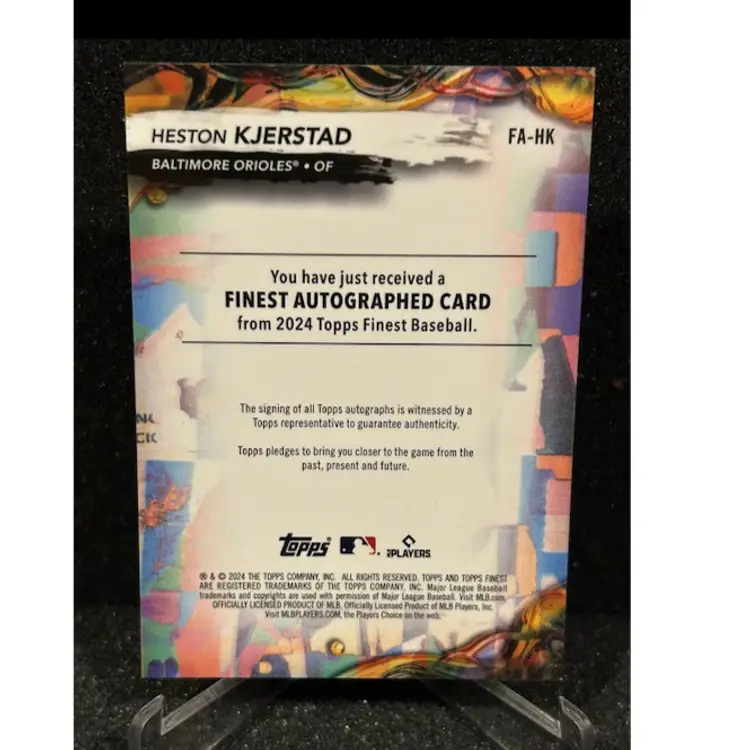 HESTON KJERSTAD
FA-HK
BALTIMORE ORIOLES® • OF
You have just received a
FINEST AUTOGRAPHED CARD
from 2024 Topps Finest Baseball.
The signing of all Topps autographs is witnessed by a
Topps representative to guarantee authenticity.
Topps pledges to bring you closer to the game from the
past, present and future.
NK
CK
Topps®
PLAYERS
® & © 2024 THE TOPPS COMPANY, INC. ALL RIGHTS RESERVED. TOPPS AND TOPPS FINEST
ARE REGISTERED TRADEMARKS OF THE TOPPS COMPANY, INC. Major League Baseball
trademarks and copyrights are used with permission of Major League Baseball. Visit MLB.com.
OFFICIALLY LICENSED PRODUCT OF MLB. Officially Licensed Product of MLB Players, Inc.
Visit MLBPLAYERS.COM, the Players Choice on the web.